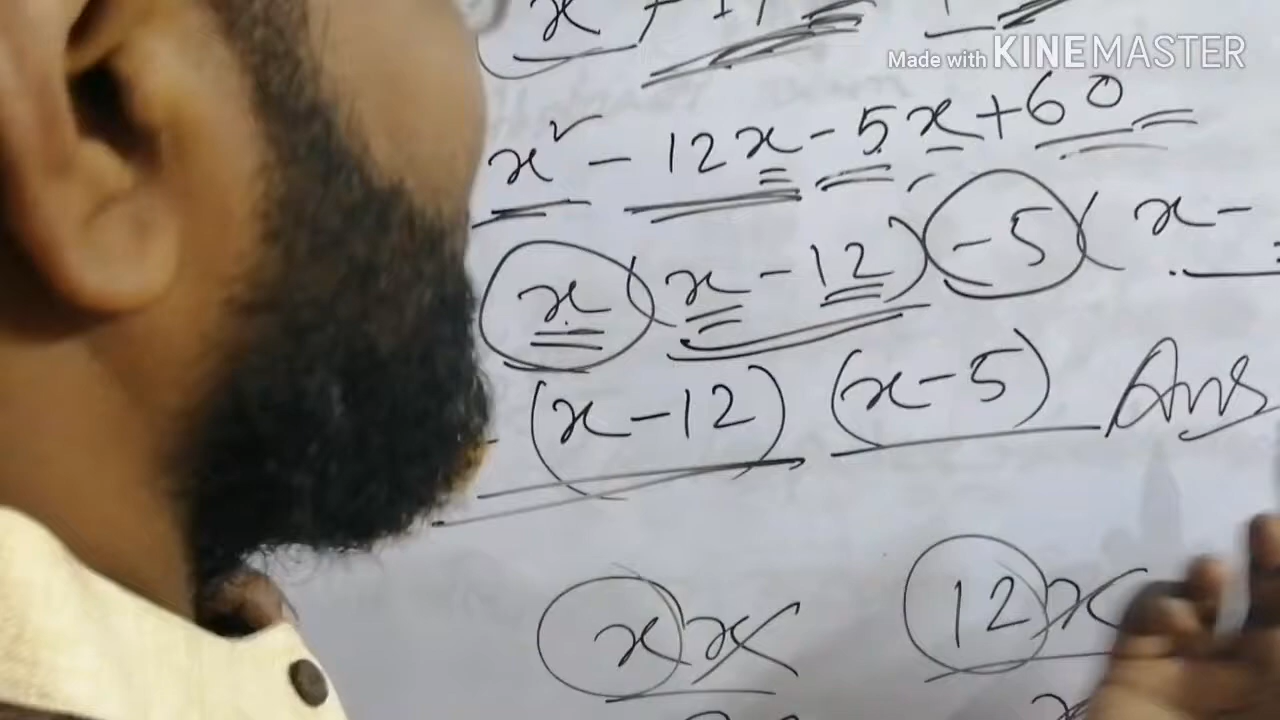 Made with KINEMASTER
x² - 12x - 5x + 60
x(x - 12) - 5(x -
(x - 12) (x - 5) Ans
x x 12 x